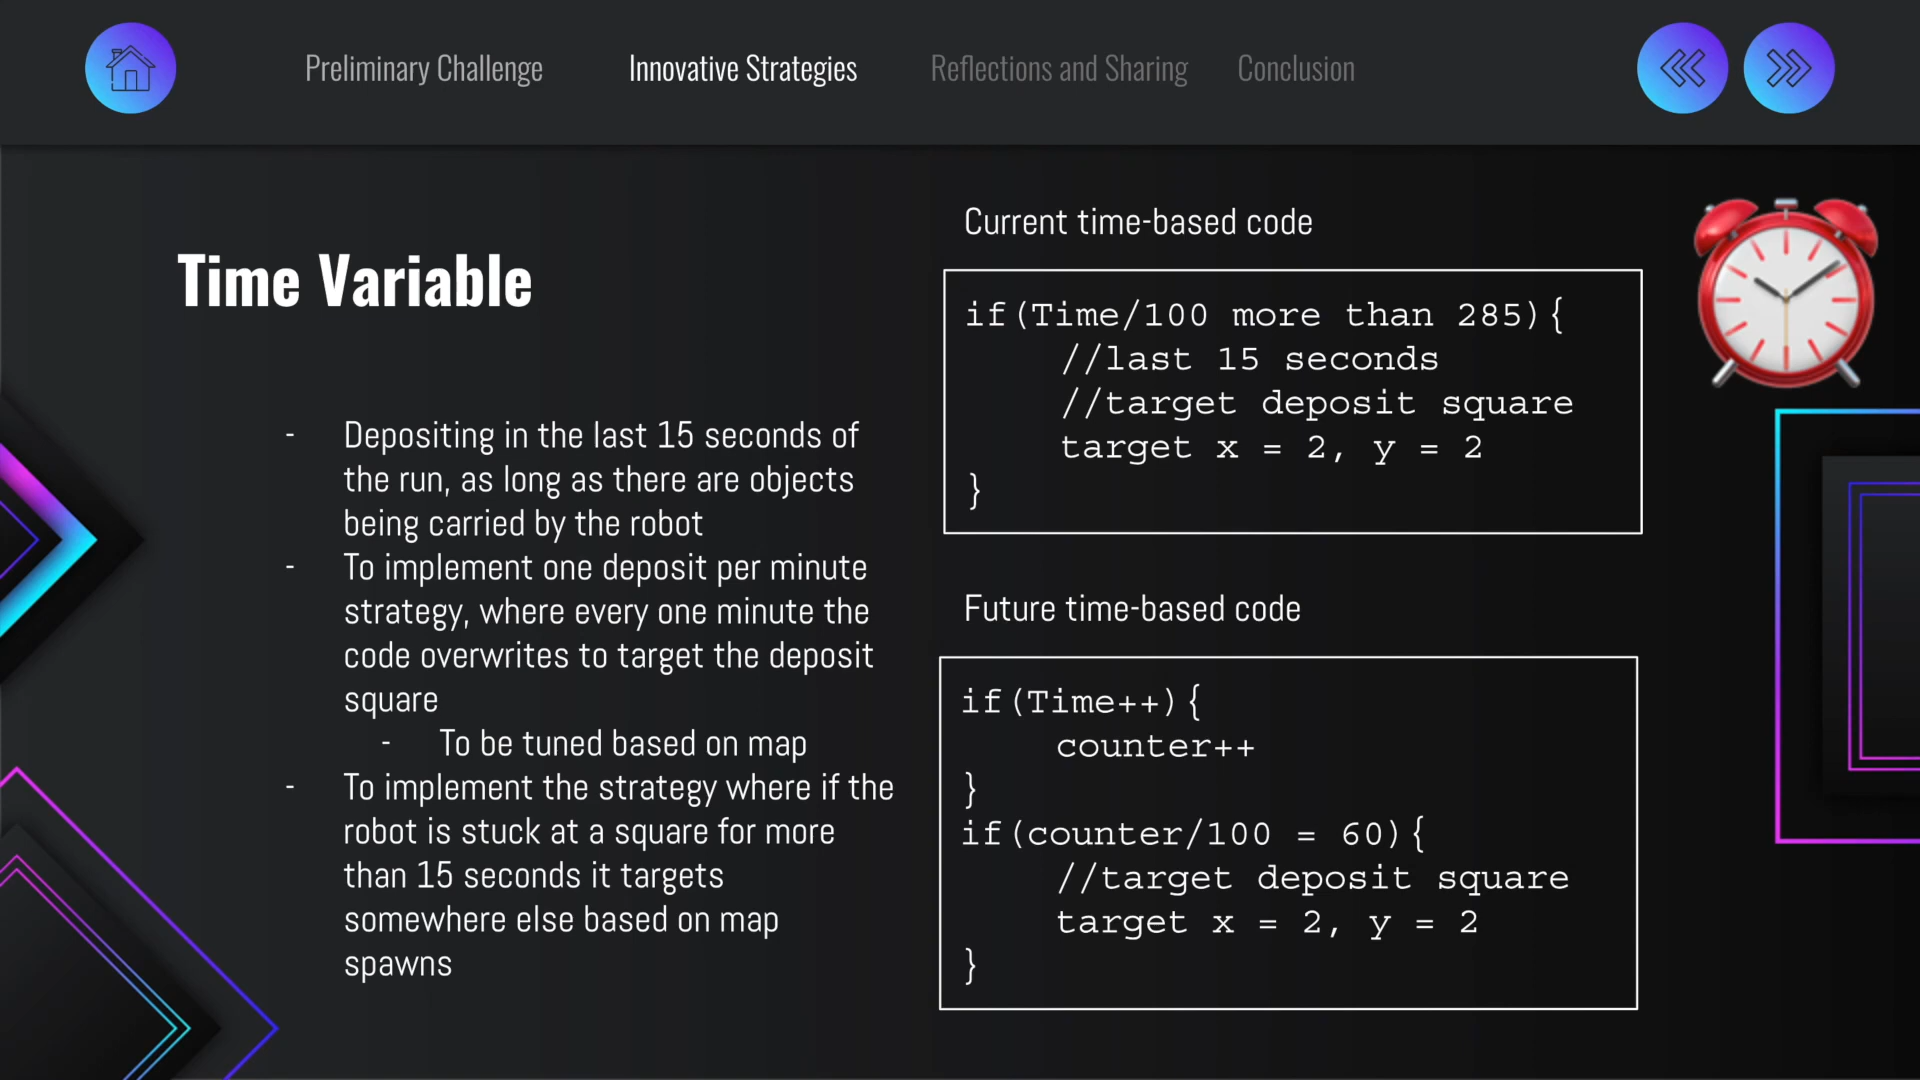 Preliminary Challenge
Innovative Strategies
Reflections and Sharing
Conclusion
Time Variable
- Depositing in the last 15 seconds of
the run, as long as there are objects
being carried by the robot
- To implement one deposit per minute
strategy, where every one minute the
code overwrites to target the deposit
square
- To be tuned based on map
- To implement the strategy where if the
robot is stuck at a square for more
than 15 seconds it targets
somewhere else based on map
spawns
Current time-based code
if(Time/100 more than 285){
//last 15 seconds
//target deposit square
target x = 2, y = 2
}
Future time-based code
if(Time++){
counter++
}
if(counter/100 = 60){
//target deposit square
target x = 2, y = 2
}